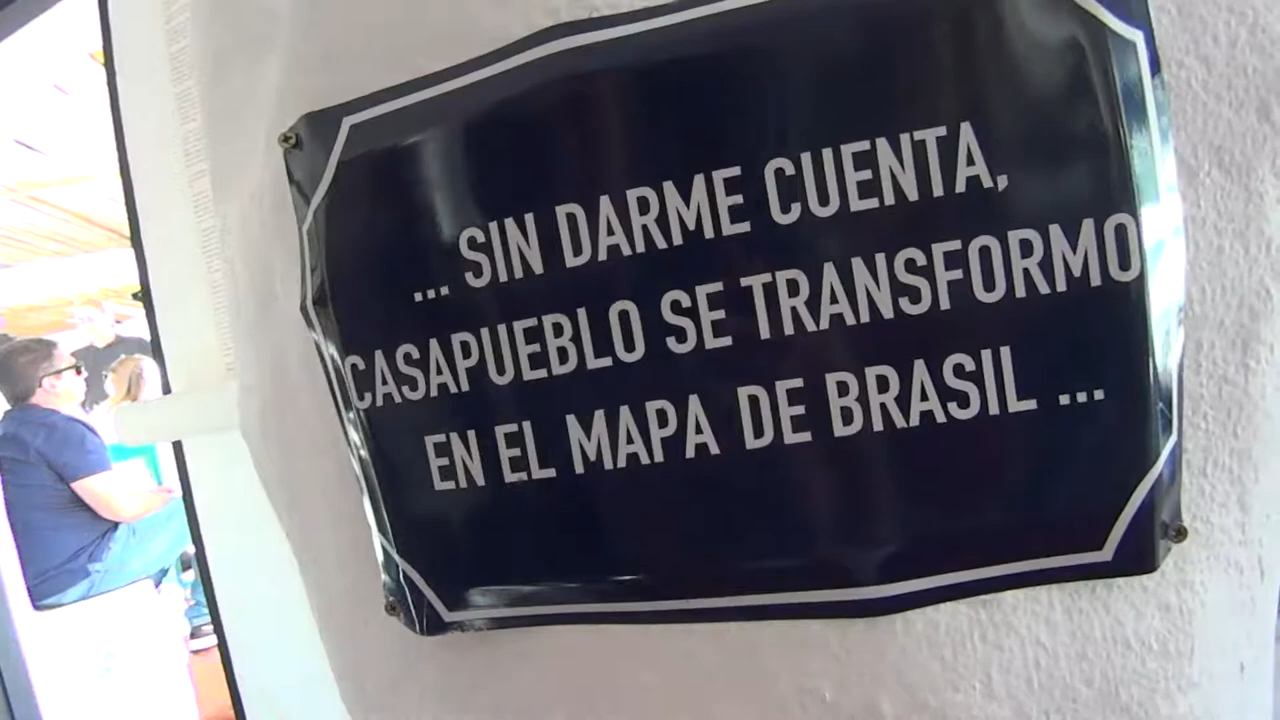 ... SIN DARME CUENTA,
CASAPUEBLO SE TRANSFORMO
EN EL MAPA DE BRASIL ...